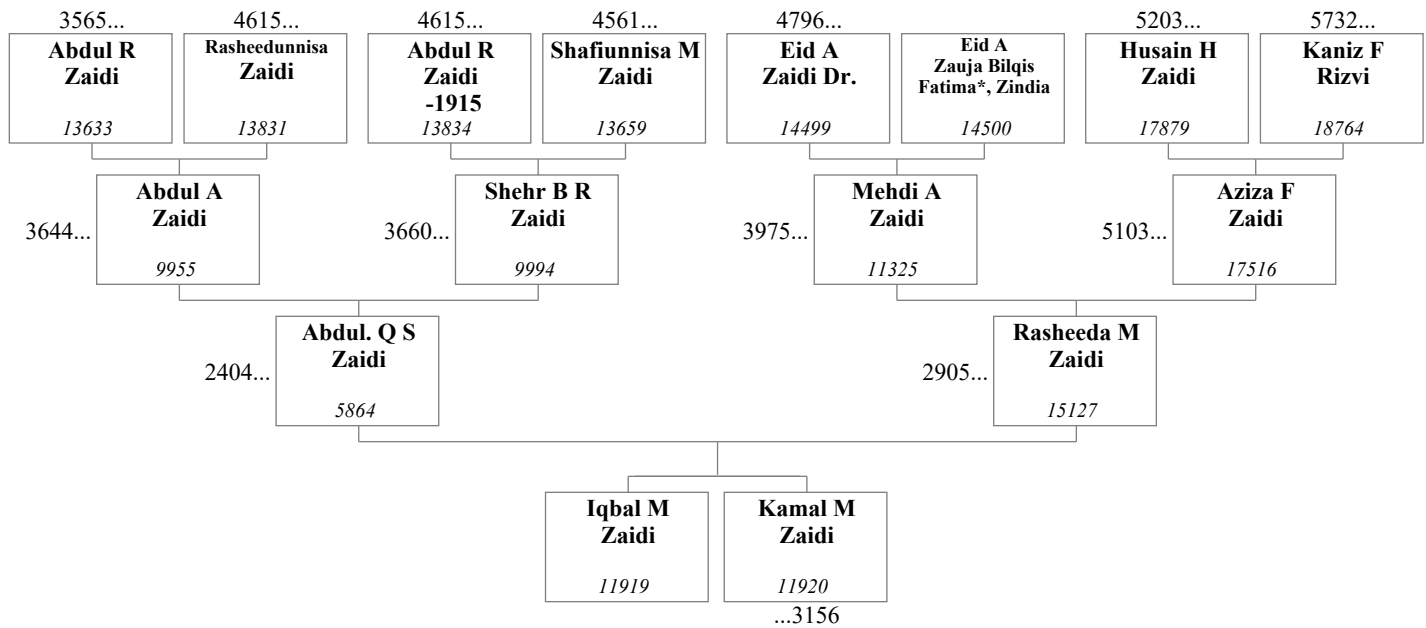 3565...
4615...
4615...
4561...
4796...
5203...
5732...
Abdul R
Zaidi
13633
Rasheedunnisa
Zaidi
13831
Abdul R
Zaidi
-1915
13834
Shafiunnisa M
Zaidi
13659
Eid A
Zaidi Dr.
14499
Eid A
Zauja Bilqis
Fatima*, Zindia
14500
Husain H
Zaidi
17879
Kaniz F
Rizvi
18764
3644...
Abdul A
Zaidi
9955
3660...
Shehr B R
Zaidi
9994
3975...
Mehdi A
Zaidi
11325
5103...
Aziza F
Zaidi
17516
2404...
Abdul. Q S
Zaidi
5864
2905...
Rasheeda M
Zaidi
15127
Iqbal M
Zaidi
11919
Kamal M
Zaidi
11920
...3156